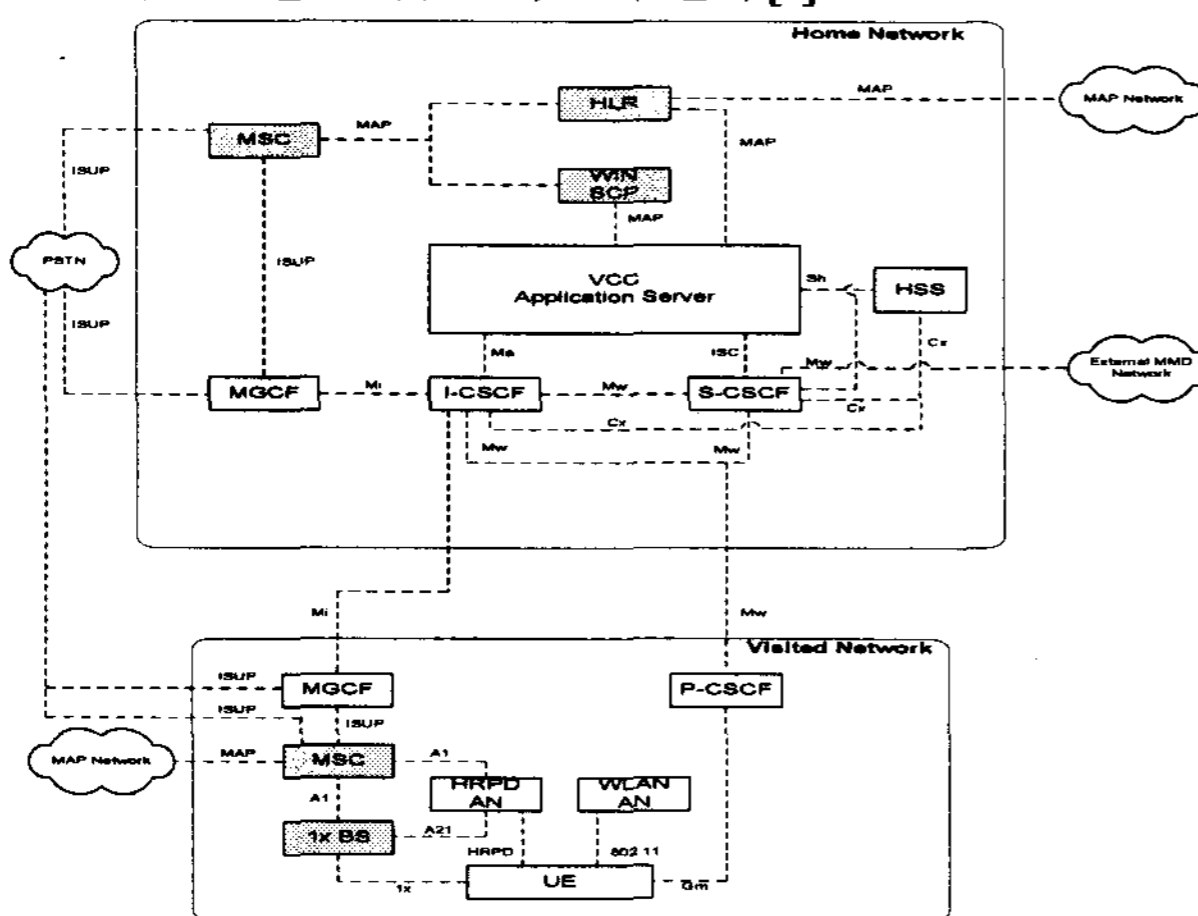 Home Network
HLR
MAP
MAP Network
MSC
MAP
MAP
ISUP
WIN
SCP
MAP
PSTN
ISUP
VCC
Application Server
Sh
HSS
ISUP
Ma
ISC
Cx
Mw
External MMD
Network
MGCF
Mi
I-CSCF
Mw
S-CSCF
Cx
Cx
Mw
Mw
Mi
Mw
Visited Network
ISUP
MGCF
P-CSCF
ISUP
ISUP
MAP Network
MAP
MSC
A1
A1
HRPD
AN
WLAN
AN
1x BS
A21
HRPD
802.11
1x
UE
Gm